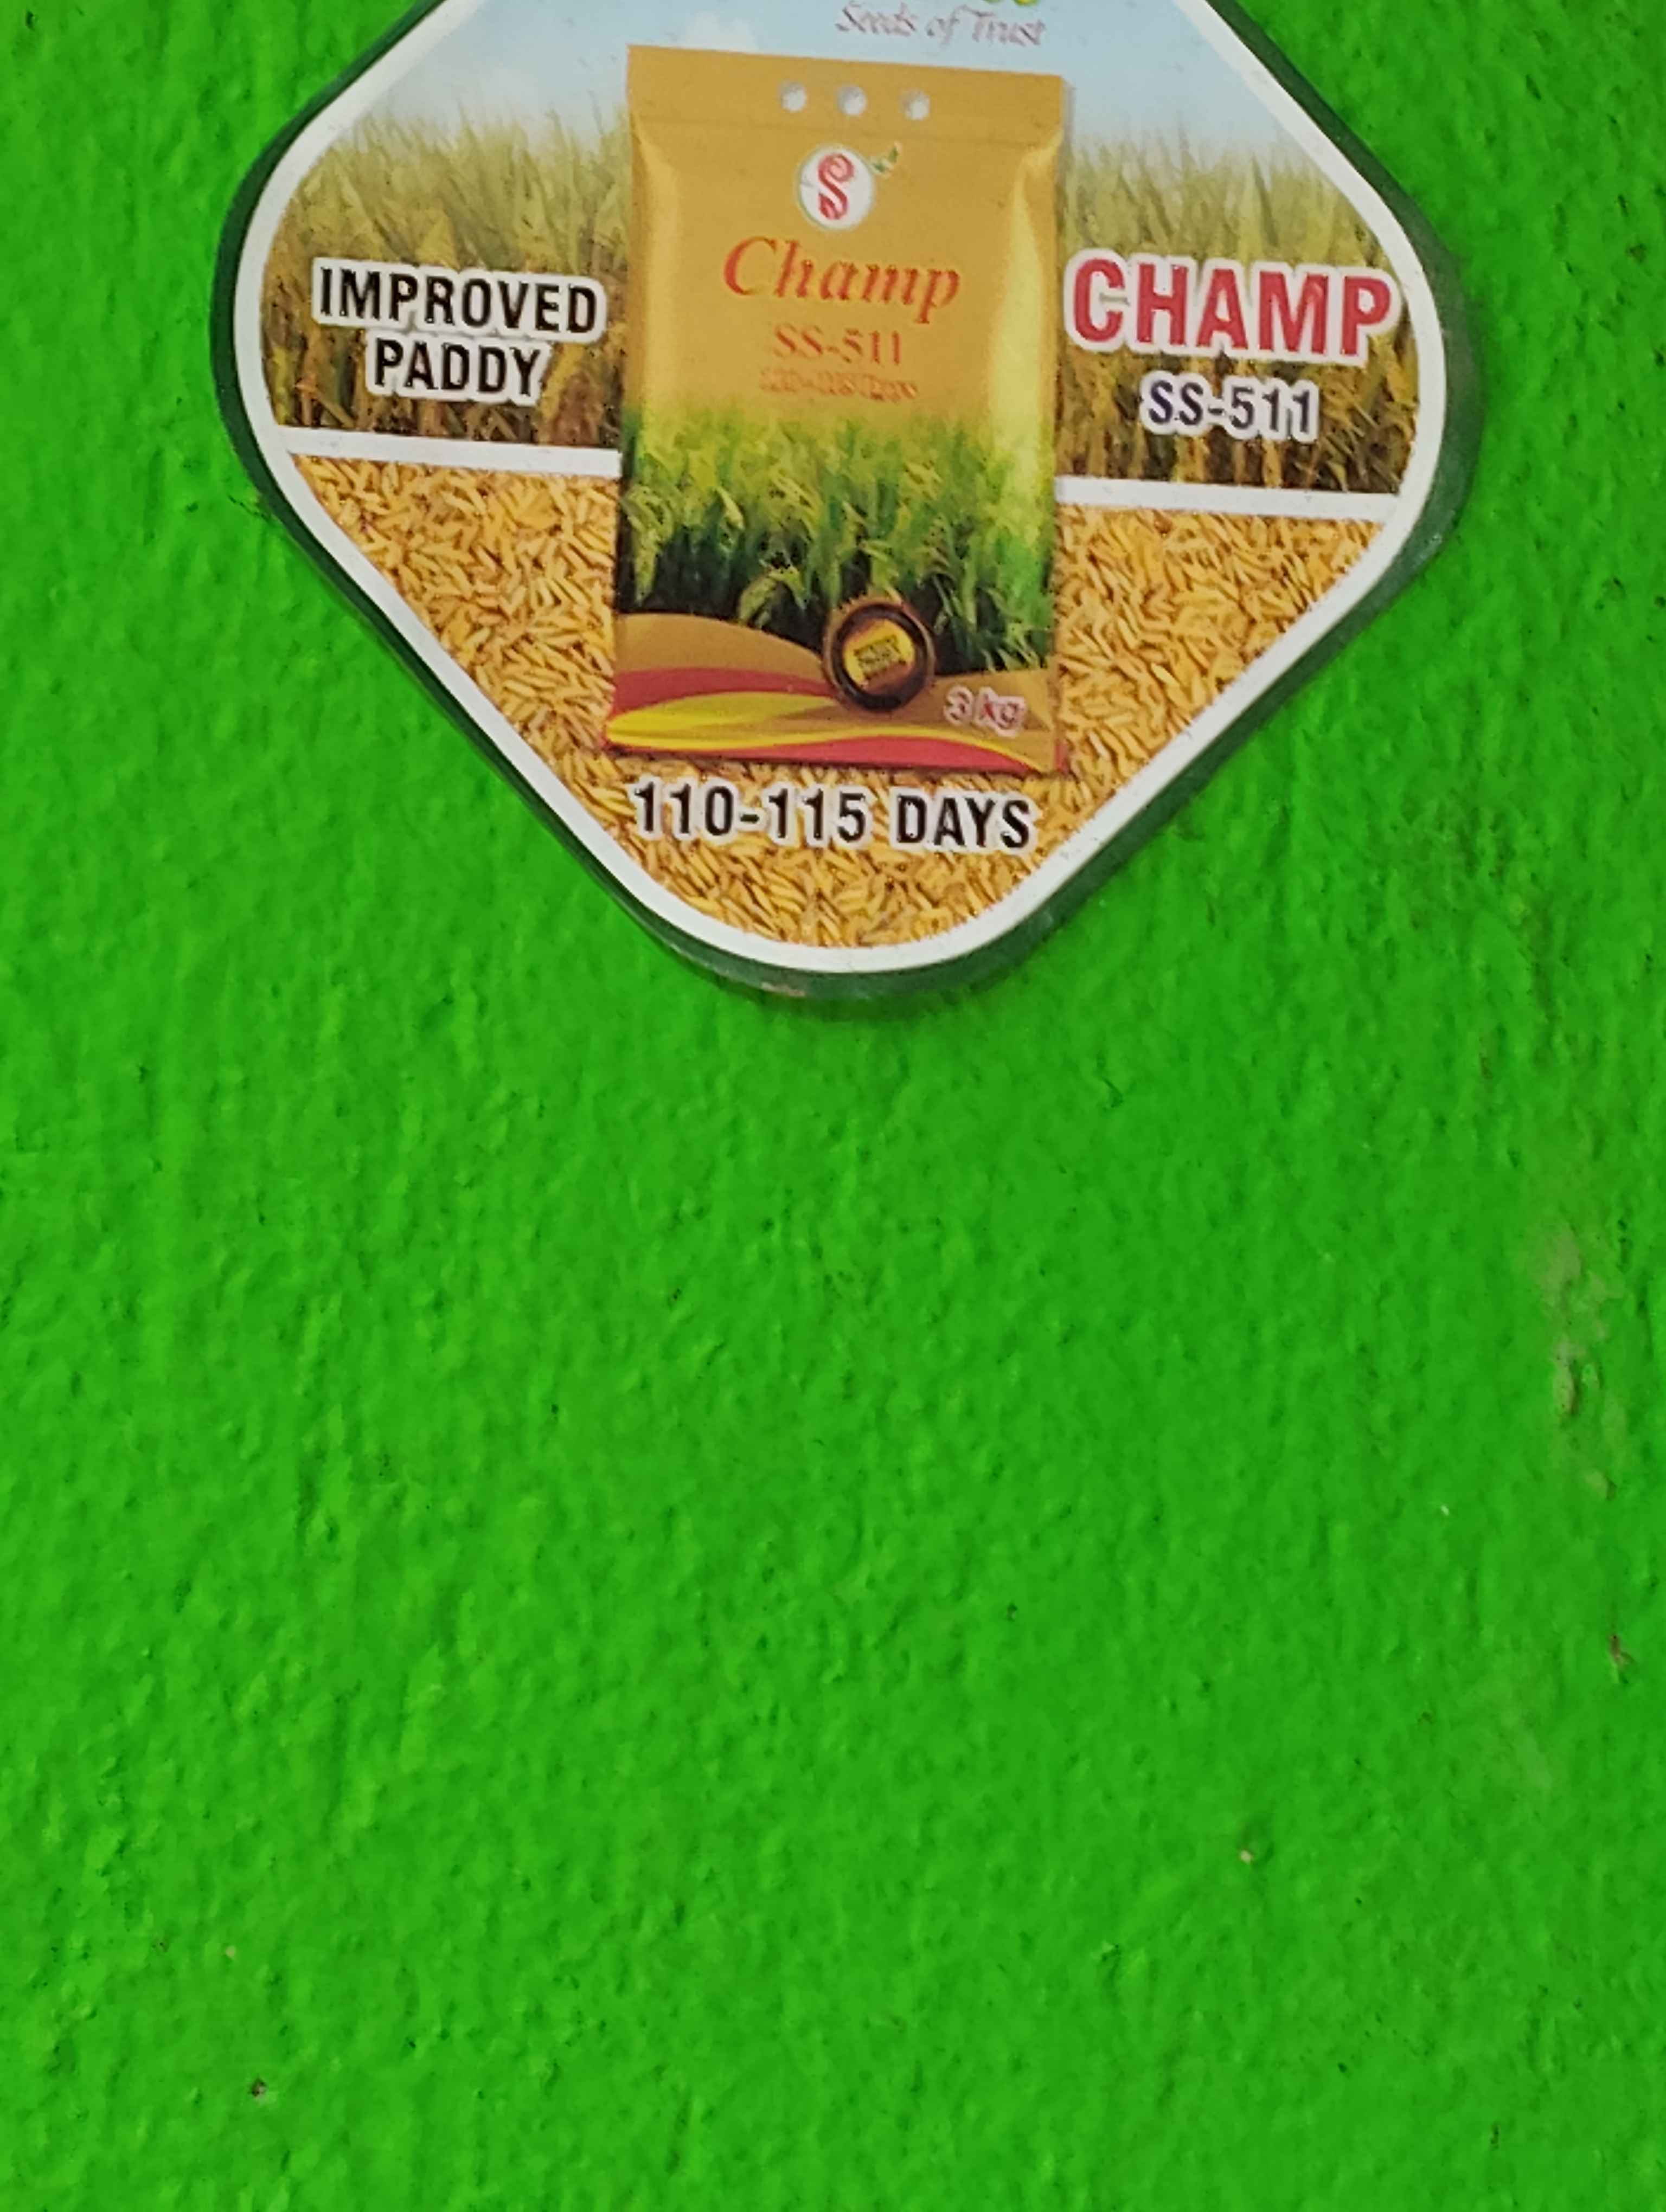 Seeds of Trust
IMPROVED
PADDY
Champ
SS-511
CHAMP
SS-511
3 kg
110-115 DAYS